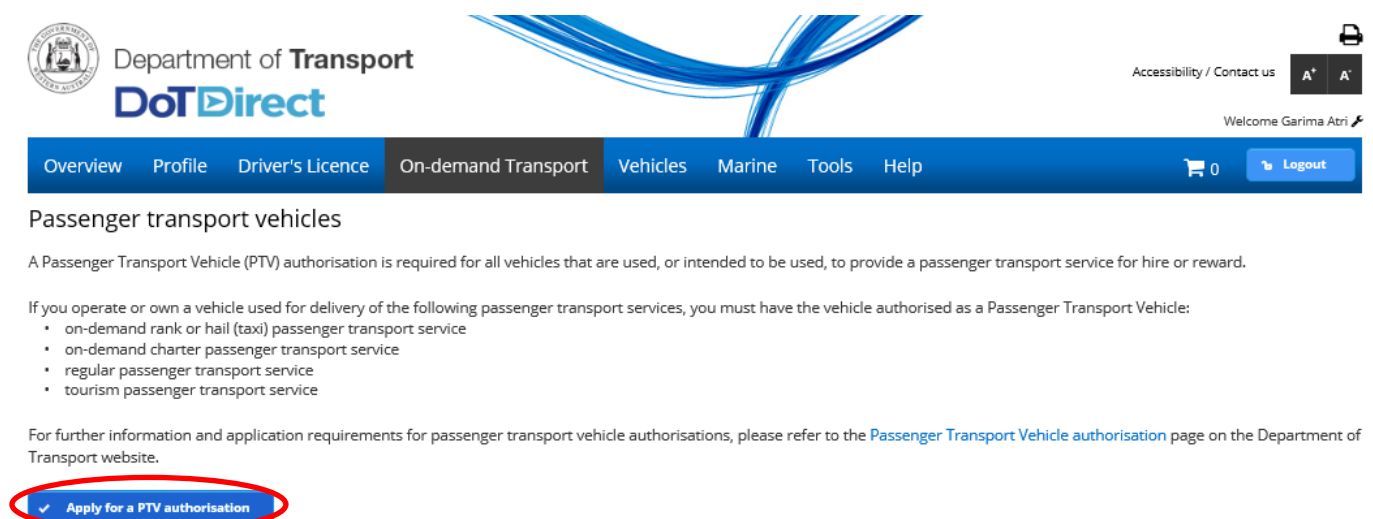 Department of Transport
DoTDirect
Accessibility / Contact us A+ A-
Welcome Garima Atri
Overview Profile Driver's Licence On-demand Transport Vehicles Marine Tools Help 0 Logout
Passenger transport vehicles
A Passenger Transport Vehicle (PTV) authorisation is required for all vehicles that are used, or intended to be used, to provide a passenger transport service for hire or reward.
If you operate or own a vehicle used for delivery of the following passenger transport services, you must have the vehicle authorised as a Passenger Transport Vehicle:
• on-demand rank or hail (taxi) passenger transport service
• on-demand charter passenger transport service
• regular passenger transport service
• tourism passenger transport service
For further information and application requirements for passenger transport vehicle authorisations, please refer to the Passenger Transport Vehicle authorisation page on the Department of
Transport website.
Apply for a PTV authorisation